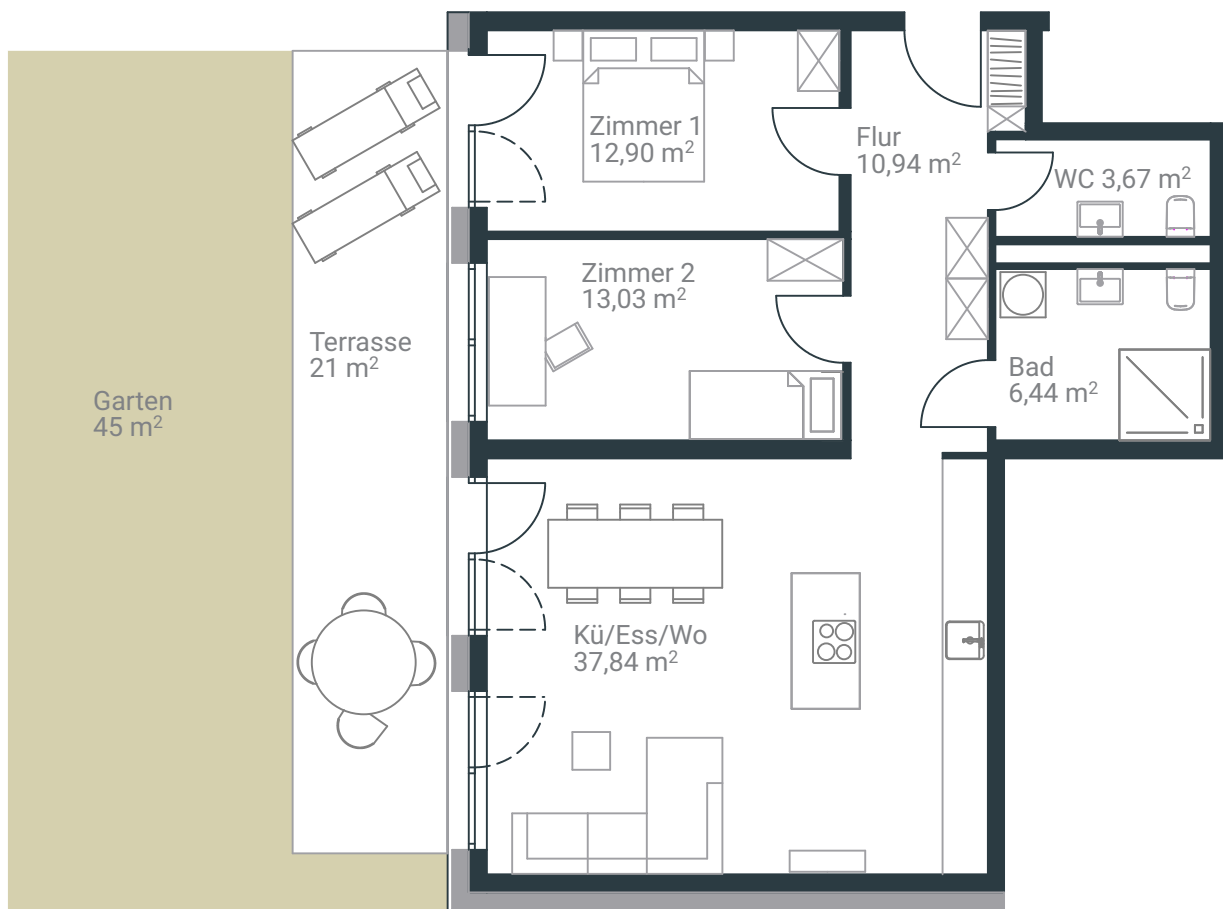 Zimmer 1
12,90 m²
Flur
10,94 m²
WC 3,67 m²
Zimmer 2
13,03 m²
Terrasse
21 m²
Bad
6,44 m²
Garten
45 m²
Kü/Ess/Wo
37,84 m²